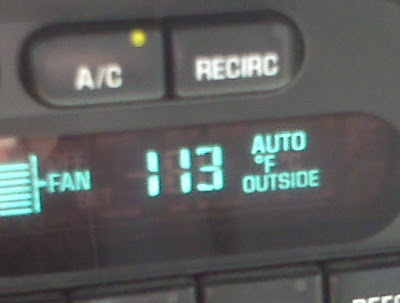 A/C RECIRC
FAN 113 AUTO
°F
OUTSIDE